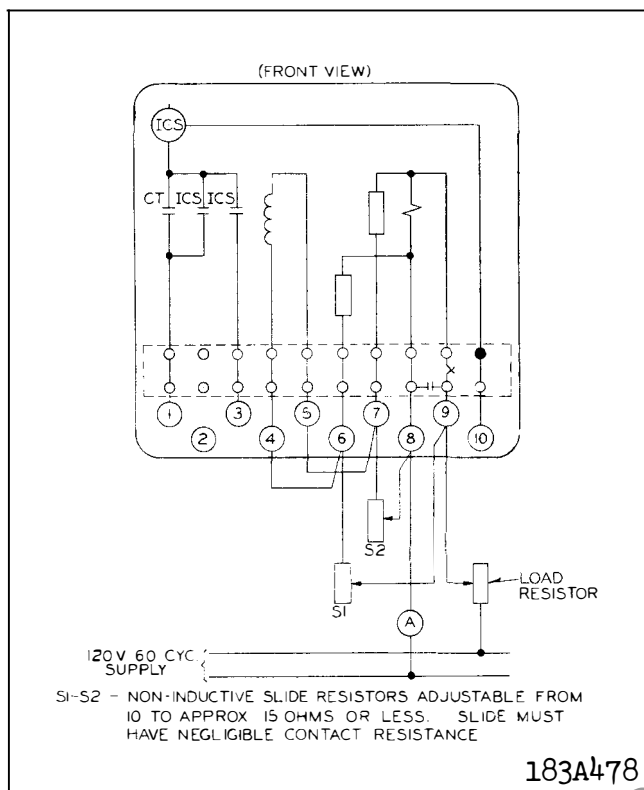 (FRONT VIEW)
ICS
CT ICS ICS
1 3 5 7 9
2 4 6 8 10
S2
S1
LOAD
RESISTOR
A
120V 60 CYC.
SUPPLY
S1-S2 - NON-INDUCTIVE SLIDE RESISTORS ADJUSTABLE FROM
10 TO APPROX 15 OHMS OR LESS. SLIDE MUST
HAVE NEGLIGIBLE CONTACT RESISTANCE
183A478